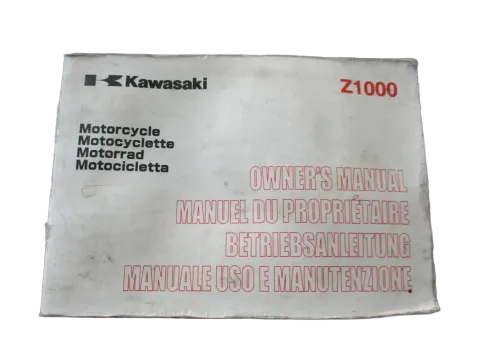 Kawasaki
Z1000
Motorcycle
Motocyclette
Motorrad
Motocicletta
OWNER'S MANUAL
MANUEL DU PROPRIÉTAIRE
BETRIEBSANLEITUNG
MANUALE USO E MANUTENZIONE